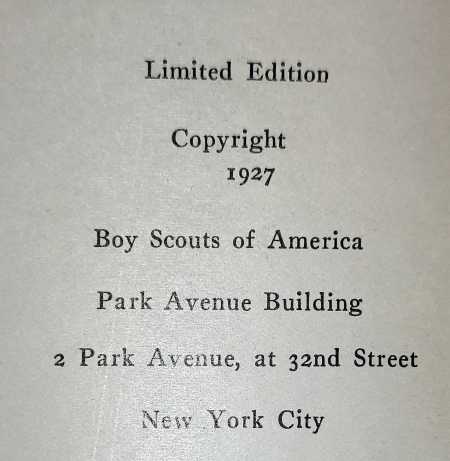 Limited Edition
Copyright
1927
Boy Scouts of America
Park Avenue Building
2 Park Avenue, at 32nd Street
New York City